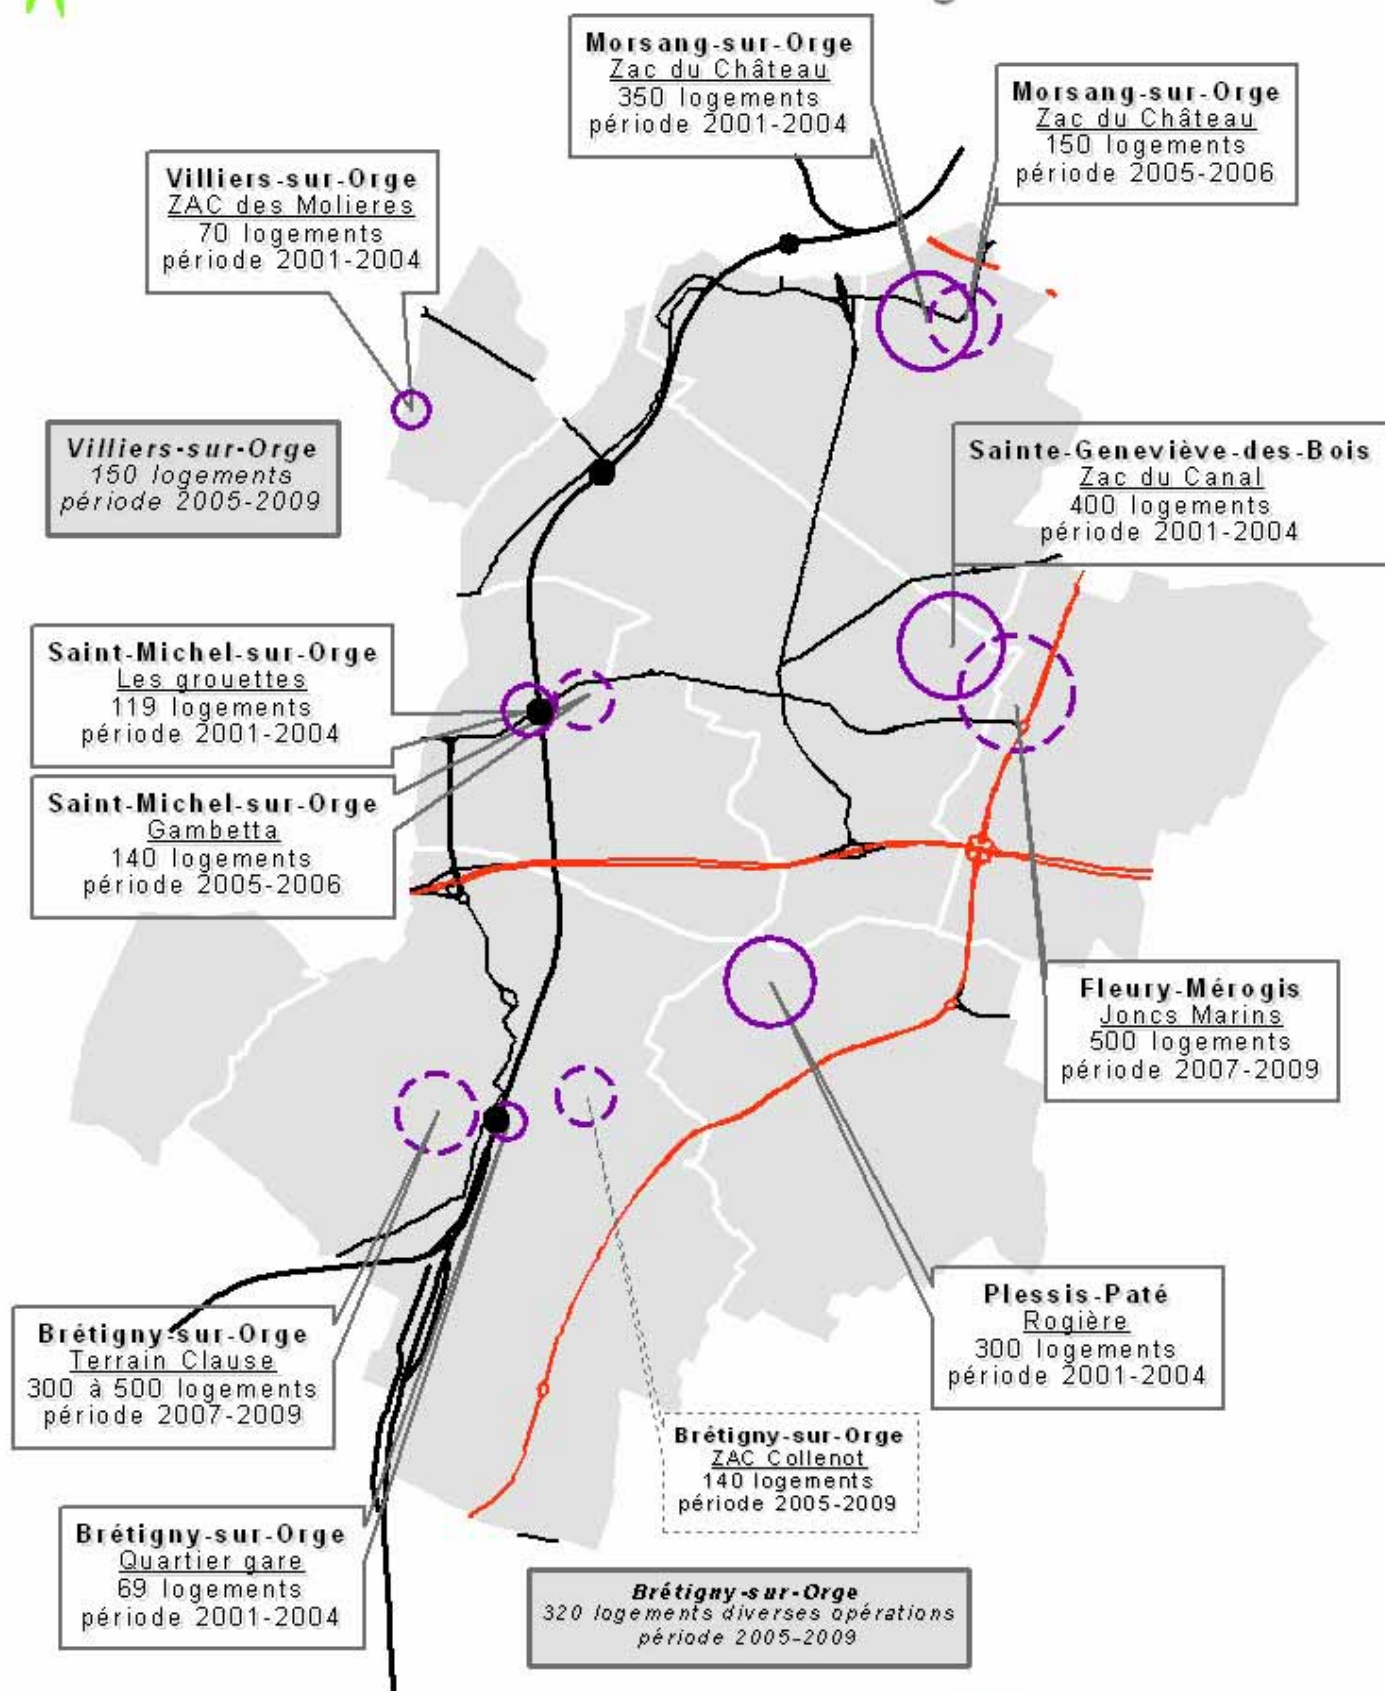 Morsang-sur-Orge
Zac du Château
350 logements
période 2001-2004
Morsang-sur-Orge
Zac du Château
150 logements
période 2005-2006
Villiers-sur-Orge
ZAC des Molieres
70 logements
période 2001-2004
Villiers-sur-Orge
150 logements
période 2005-2009
Sainte-Geneviève-des-Bois
Zac du Canal
400 logements
période 2001-2004
Saint-Michel-sur-Orge
Les grouettes
119 logements
période 2001-2004
Saint-Michel-sur-Orge
Gambetta
140 logements
période 2005-2006
Fleury-Mérogis
Joncs Marins
500 logements
période 2007-2009
Plessis-Paté
Rogière
300 logements
période 2001-2004
Brétigny-sur-Orge
Terrain Clause
300 à 500 logements
période 2007-2009
Brétigny-sur-Orge
ZAC Collenot
140 logements
période 2005-2009
Brétigny-sur-Orge
Quartier gare
69 logements
période 2001-2004
Brétigny-sur-Orge
320 logements diverses opérations
période 2005-2009